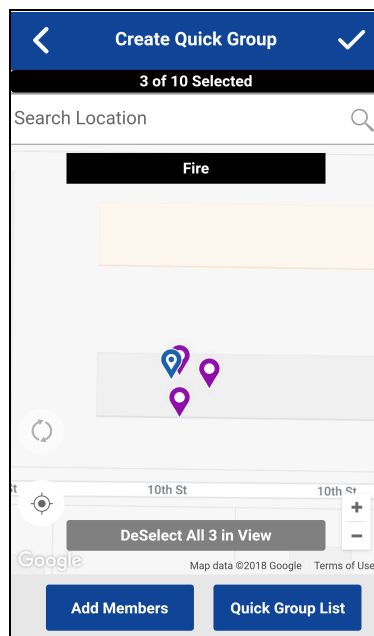 Create Quick Group
3 of 10 Selected
Search Location
Fire
st
10th St
10th St
+
DeSelect All 3 in View
−
Google
Map data ©2018 Google
Terms of Use
Add Members
Quick Group List